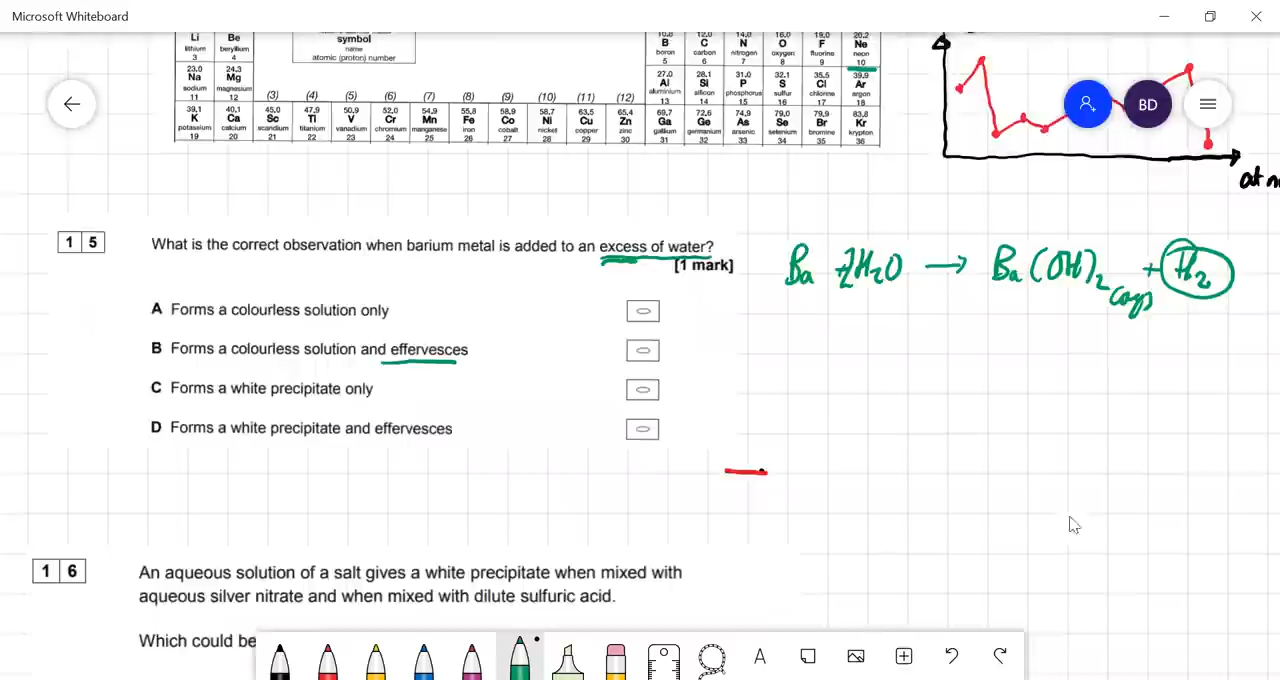 Microsoft Whiteboard
Li Be symbol B C N O F Ne
lithium beryllium name boron carbon nitrogen oxygen fluorine neon
3 4 atomic (proton) number 5 6 7 8 9 10
23.0 24.3 27.0 28.1 31.0 32.1 35.5 39.9
Na Mg Al Si P S Cl Ar
sodium magnesium aluminium silicon phosphorus sulfur chlorine argon
11 12 (3) (4) (5) (6) (7) (8) (9) (10) (11) (12) 13 14 15 16 17 18
39.1 40.1 45.0 47.9 50.9 52.0 54.9 55.8 58.9 58.7 63.5 65.4 69.7 72.6 74.9 79.0 79.9 83.8
K Ca Sc Ti V Cr Mn Fe Co Ni Cu Zn Ga Ge As Se Br Kr
potassium calcium scandium titanium vanadium chromium manganese iron cobalt nickel copper zinc gallium germanium arsenic selenium bromine krypton
19 20 21 22 23 24 25 26 27 28 29 30 31 32 33 34 35 36
BD
at
1 5 What is the correct observation when barium metal is added to an excess of water?
[1 mark]
Ba + 2H2O → Ba(OH)2 (aq) + H2
A Forms a colourless solution only
B Forms a colourless solution and effervesces
C Forms a white precipitate only
D Forms a white precipitate and effervesces
1 6 An aqueous solution of a salt gives a white precipitate when mixed with
aqueous silver nitrate and when mixed with dilute sulfuric acid.
Which could be
A